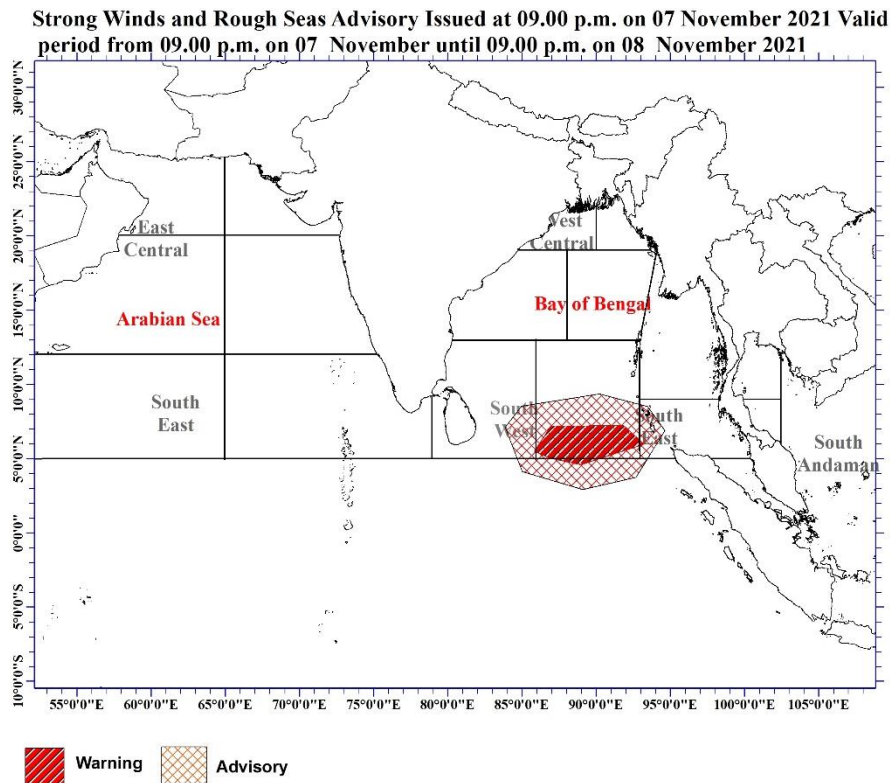 Strong Winds and Rough Seas Advisory Issued at 09.00 p.m. on 07 November 2021 Valid
period from 09.00 p.m. on 07 November until 09.00 p.m. on 08 November 2021
30°0'0"N
25°0'0"N
20°0'0"N
15°0'0"N
10°0'0"N
5°0'0"N
0°0'0"
5°0'0"S
10°0'0"S
East
Central
West
Central
Arabian Sea
Bay of Bengal
South
East
South
West
South
East
South
Andaman
55°0'0"E
60°0'0"E
65°0'0"E
70°0'0"E
75°0'0"E
80°0'0"E
85°0'0"E
90°0'0"E
95°0'0"E
100°0'0"E
105°0'0"E
Warning
Advisory